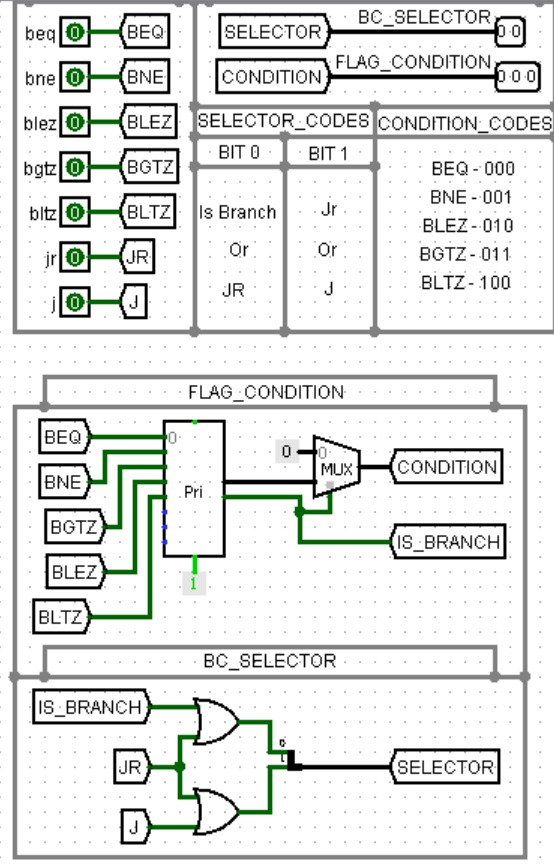 beq 0 BEQ
bne 0 BNE
blez 0 BLEZ
bgtz 0 BGTZ
bltz 0 BLTZ
jr 0 JR
j 0 J
SELECTOR BC_SELECTOR 0 0
CONDITION FLAG_CONDITION 0 0 0
SELECTOR_CODES
BIT 0 BIT 1
Is Branch Jr
Or Or
JR J
CONDITION_CODES
BEQ - 000
BNE - 001
BLEZ - 010
BGTZ - 011
BLTZ - 100
FLAG_CONDITION
BEQ
BNE
BGTZ
BLEZ
BLTZ
0
Pri
1
0 0
MUX
CONDITION
IS_BRANCH
BC_SELECTOR
IS_BRANCH
JR
J
0
1
SELECTOR